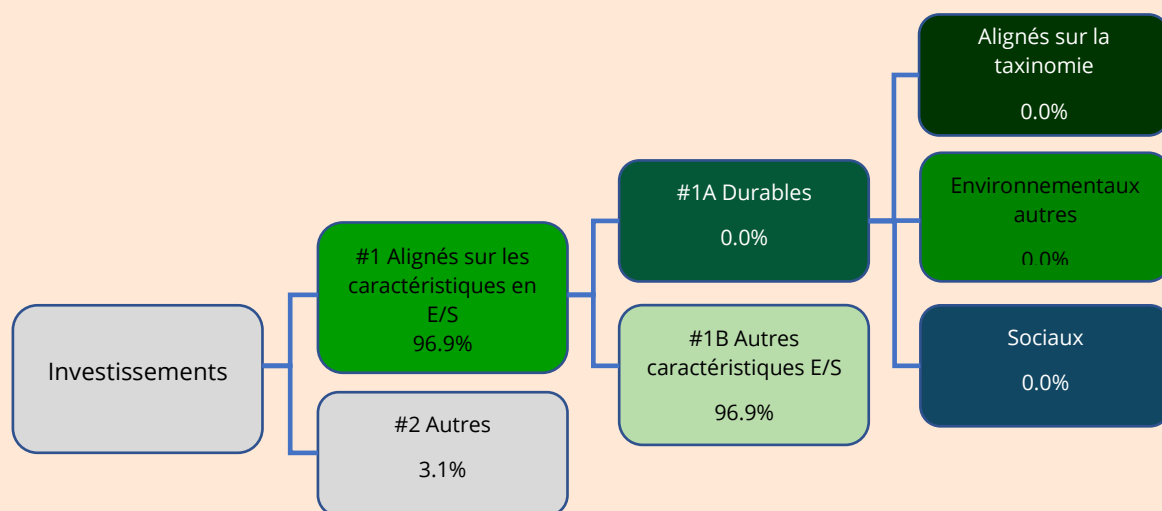 Investissements
#1 Alignés sur les
caractéristiques en
E/S
96.9%
#2 Autres
3.1%
#1A Durables
0.0%
#1B Autres
caractéristiques E/S
96.9%
Alignés sur la
taxinomie
0.0%
Environnementaux
autres
0.0%
Sociaux
0.0%